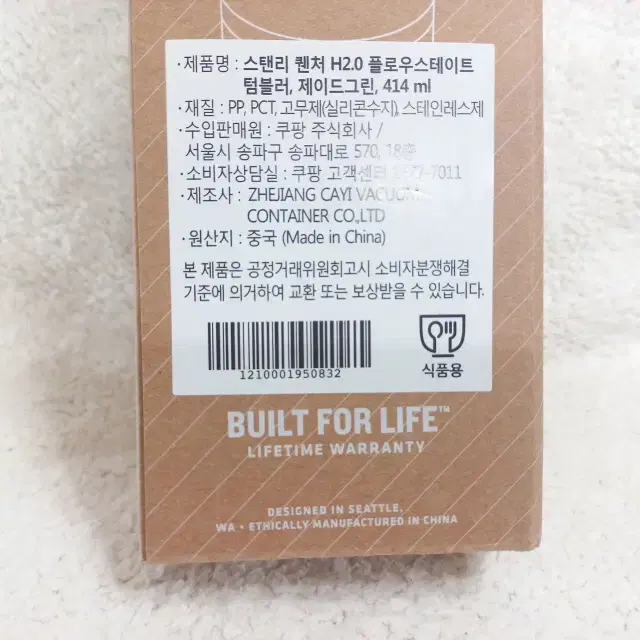 ·제품명 : 스탠리 퀜처 H2.0 플로우스테이트
텀블러, 제이드그린, 414 ml
·재질 : PP, PCT, 고무제(실리콘수지), 스테인레스제
·수입판매원 : 쿠팡 주식회사 /
서울시 송파구 송파대로 570, 18층
·소비자상담실 : 쿠팡 고객센터 1577-7011
·제조사 : ZHEJIANG CAYI VACUUM
CONTAINER CO.,LTD
·원산지 : 중국 (Made in China)
본 제품은 공정거래위원회고시 소비자분쟁해결
기준에 의거하여 교환 또는 보상받을 수 있습니다.
1210001950832
식품용
BUILT FOR LIFE™
LIFETIME WARRANTY
DESIGNED IN SEATTLE,
WA • ETHICALLY MANUFACTURED IN CHINA